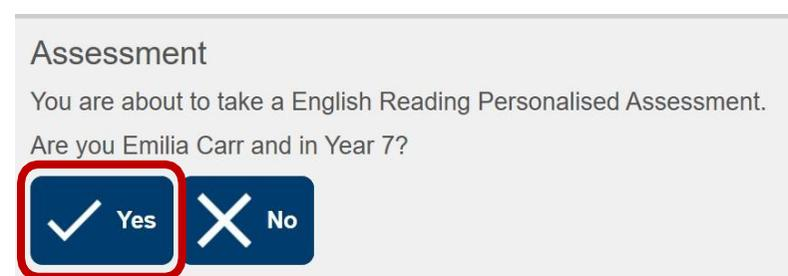 Assessment
You are about to take a English Reading Personalised Assessment.
Are you Emilia Carr and in Year 7?
Yes No